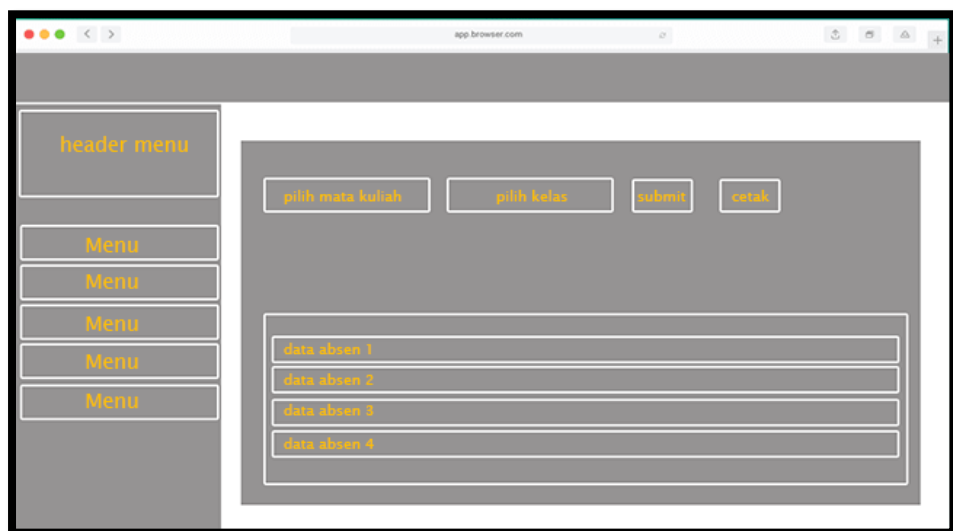 app.browser.com
header menu
Menu
Menu
Menu
Menu
Menu
pilih mata kuliah
pilih kelas
submit
cetak
data absen 1
data absen 2
data absen 3
data absen 4